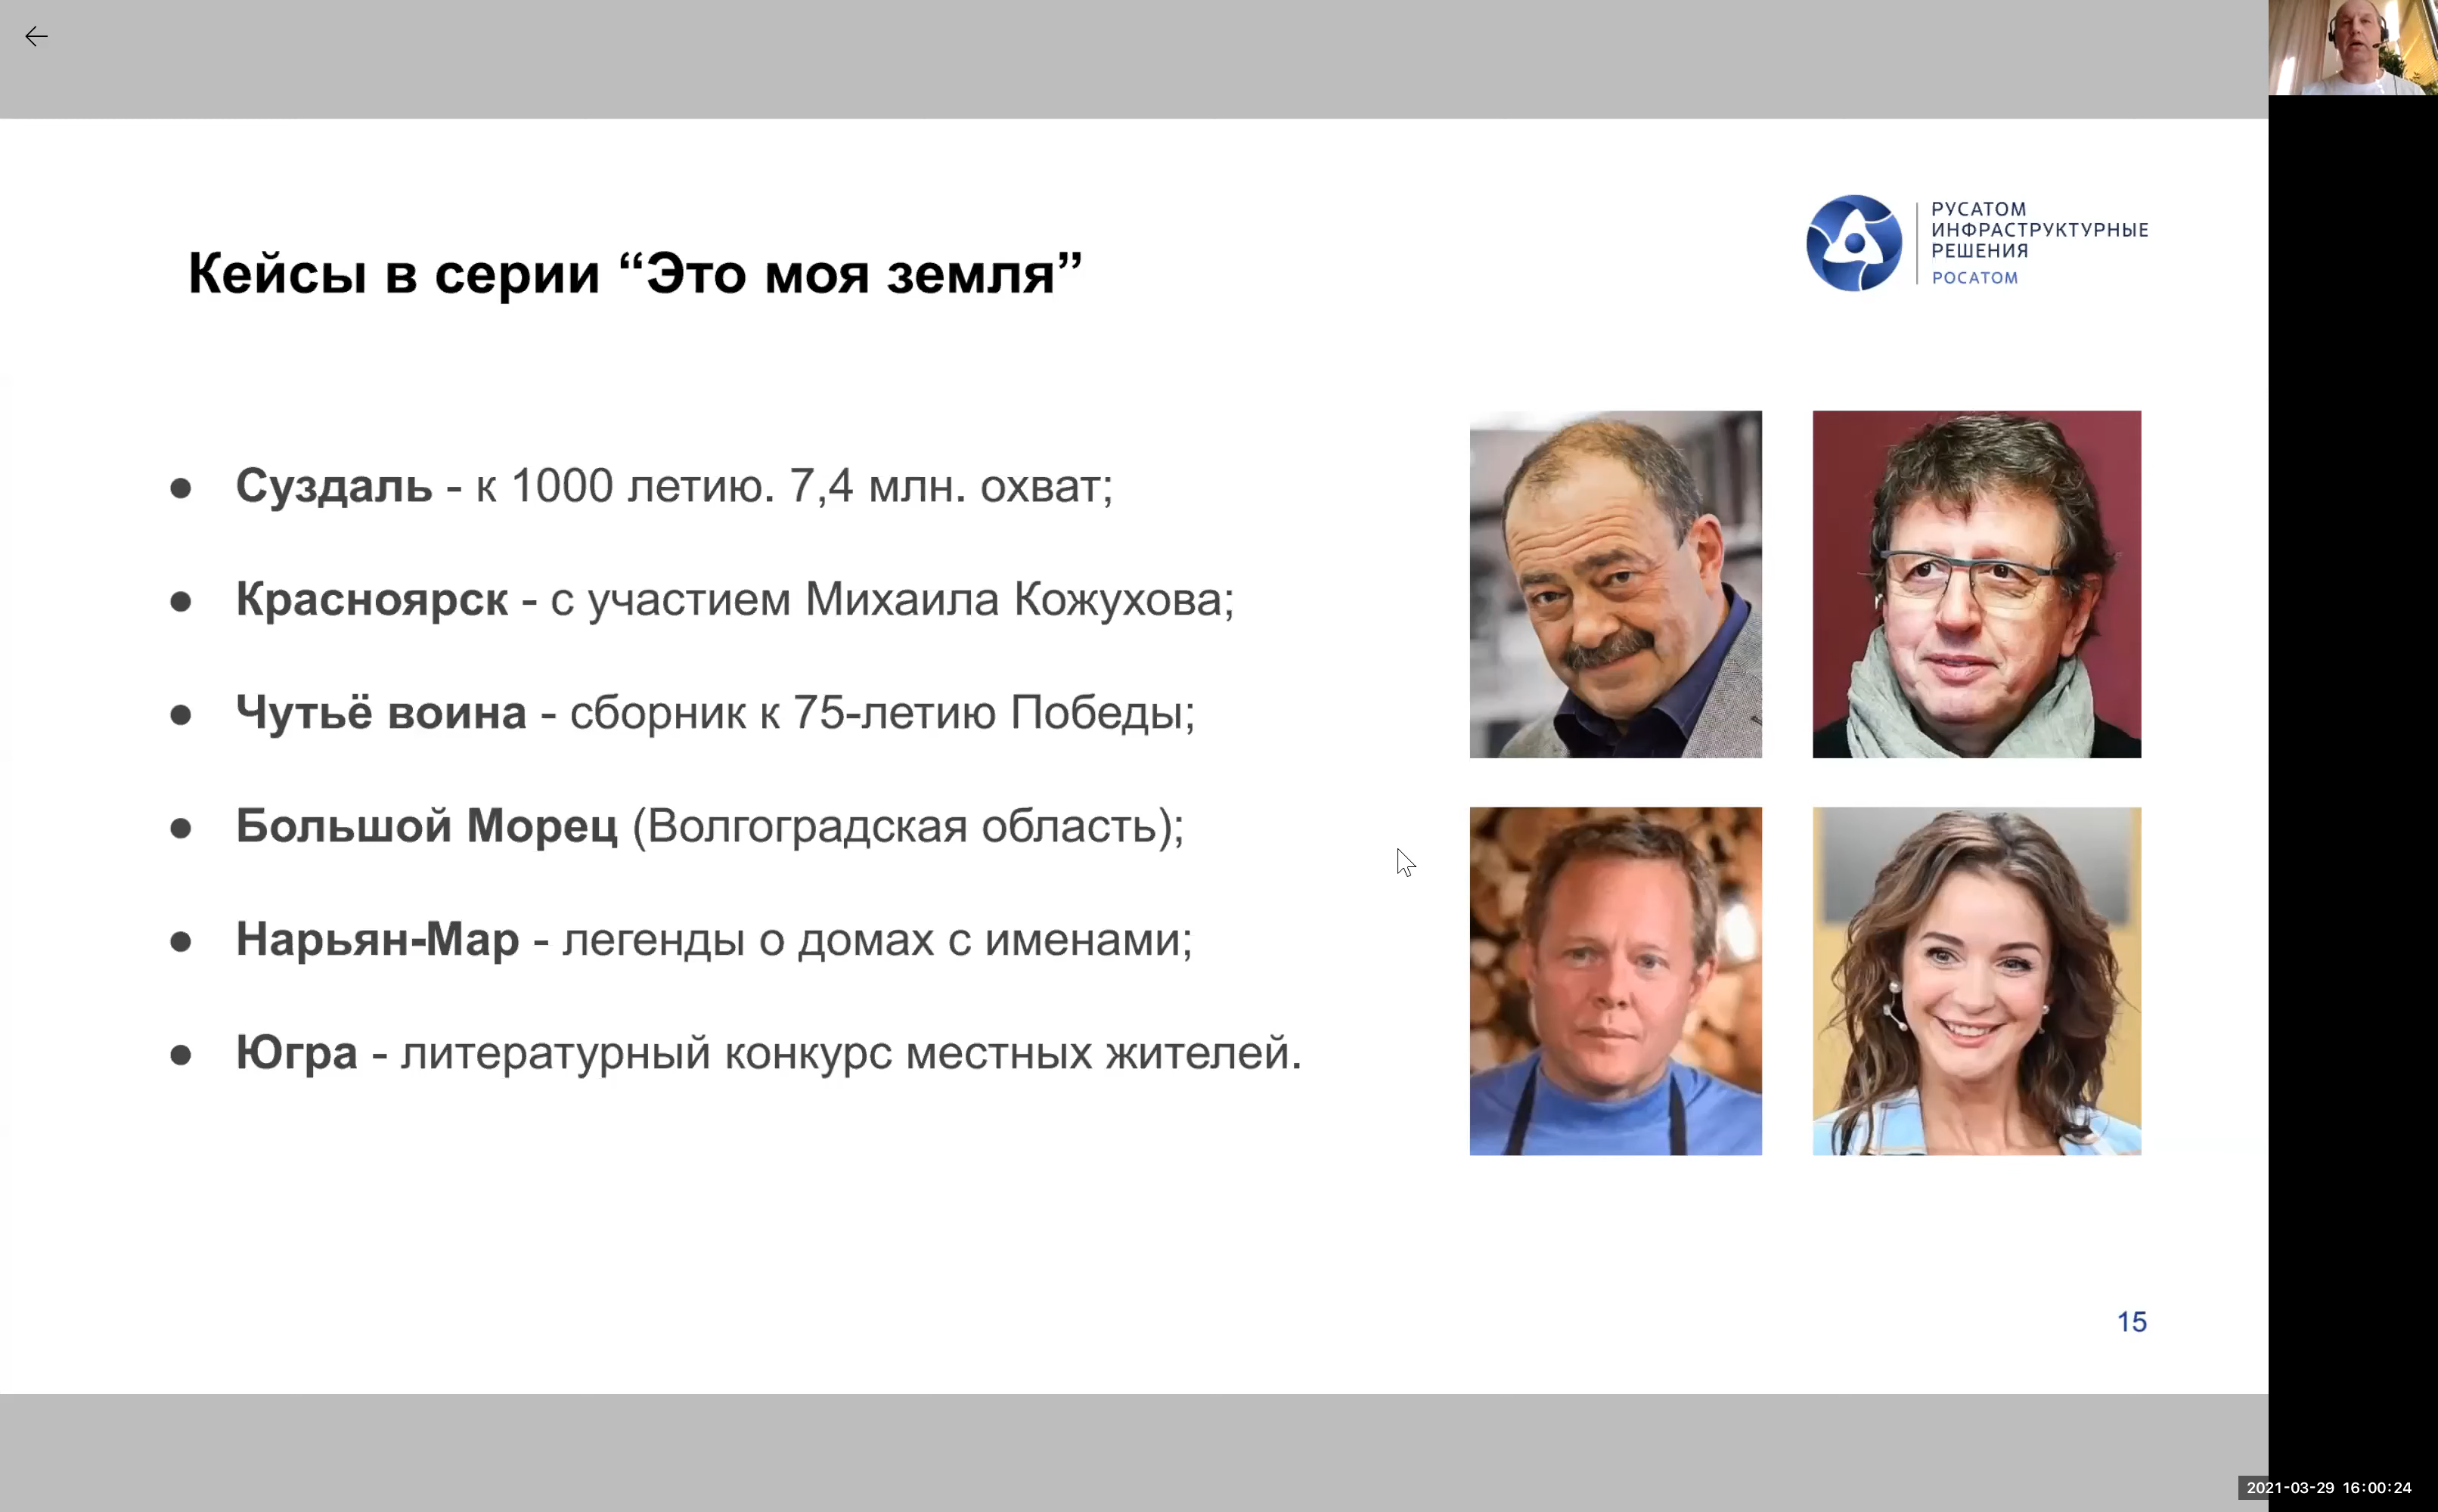 РУСАТОМ
ИНФРАСТРУКТУРНЫЕ
РЕШЕНИЯ
РОСАТОМ
Кейсы в серии “Это моя земля”
● Суздаль - к 1000 летию. 7,4 млн. охват;
● Красноярск - с участием Михаила Кожухова;
● Чутьё воина - сборник к 75-летию Победы;
● Большой Морец (Волгоградская область);
● Нарьян-Мар - легенды о домах с именами;
● Югра - литературный конкурс местных жителей.
15
2021-03-29 16:00:24